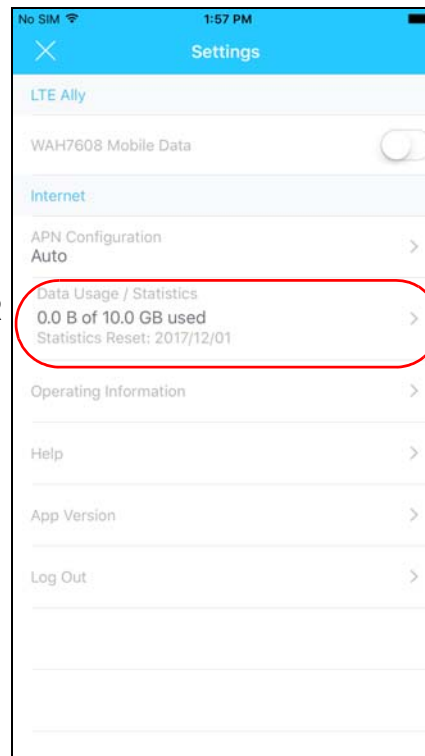 No SIM 1:57 PM
Settings
LTE Ally
WAH7608 Mobile Data
Internet
APN Configuration
Auto
Data Usage / Statistics
0.0 B of 10.0 GB used
Statistics Reset: 2017/12/01
Operating Information
Help
App Version
Log Out